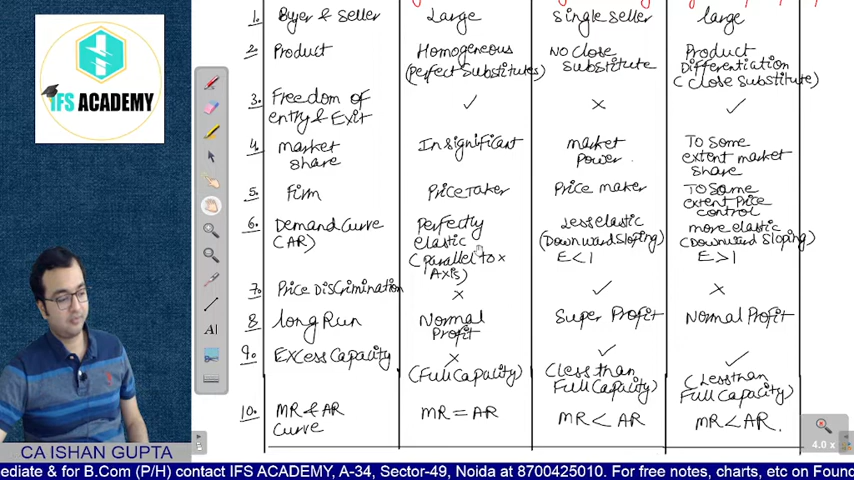 1. Byer & Seller Large Single Seller large
2. Product Homogeneous (Perfect Substitutes) NO Close Substitute Product Differentiation (Close Substitute)
3. Freedom of entry & Exit ✓ × ✓
4. market share Insignificant market Power. To Some extent market share
5. Firm Price Taker Price maker To Some extent Price control
6. Demand Curve (AR) Perfectly elastic (Parallel to x Axis) Less elastic (Downward Sloping) E<1 more elastic (Downward Sloping) E>1
7. Price Discrimination × ✓ ×
8 long Run Normal Profit Super Profit Normal Profit
9. Excess Capacity × (Full Capacity) ✓ (less than Full Capacity) ✓ (Less than Full Capacity)
10. MR & AR Curve MR = AR MR < AR MR < AR.
IFS ACADEMY
4.0 x
CA ISHAN GUPTA
ediate & for B.Com (P/H) contact IFS ACADEMY, A-34, Sector-49, Noida at 8700425010. For free notes, charts, etc on Found